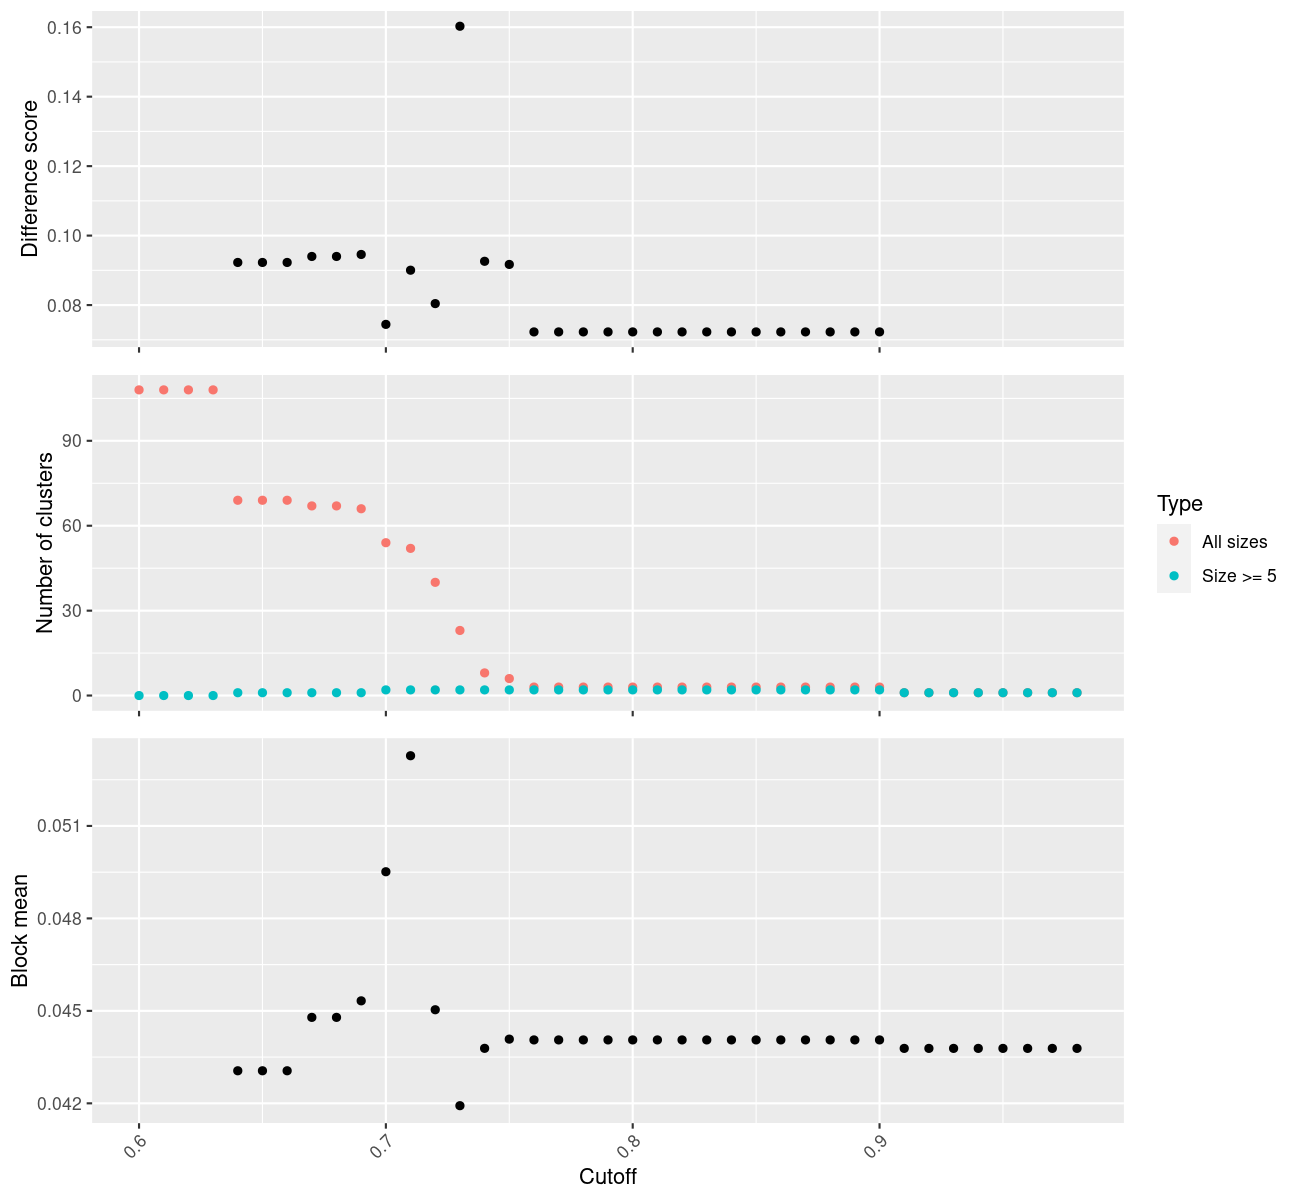 Difference score
0.16
0.14
0.12
0.10
0.08
Number of clusters
90
60
30
0
Type
All sizes
Size >= 5
Block mean
0.051
0.048
0.045
0.042
0.6
0.7
0.8
0.9
Cutoff